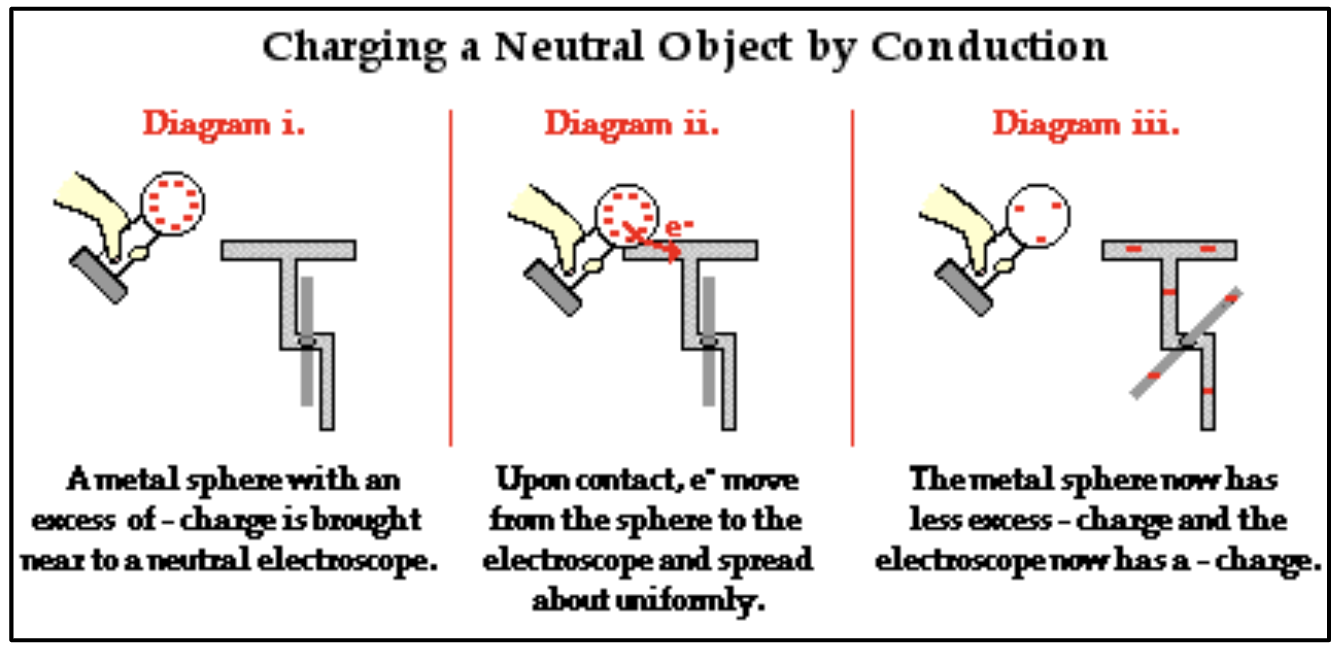 Charging a Neutral Object by Conduction
Diagram i.
A metal sphere with an
excess of - charge is brought
near to a neutral electroscope.
Diagram ii.
e-
Upon contact, e- move
from the sphere to the
electroscope and spread
about uniformly.
Diagram iii.
The metal sphere now has
less excess - charge and the
electroscope now has a - charge.